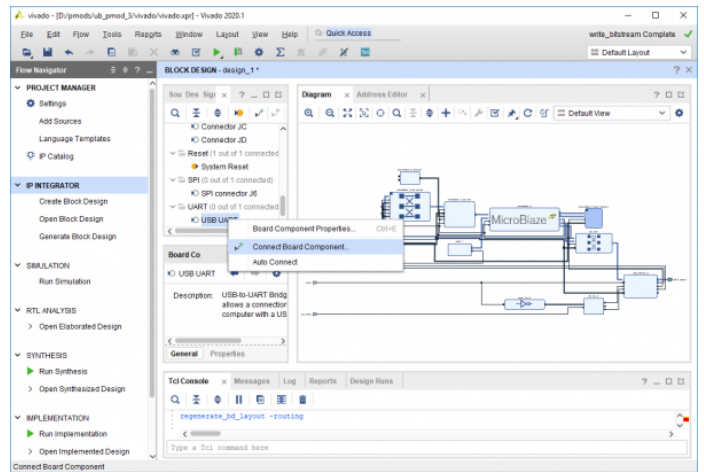 vivado - [D:/pmods/ub_pmod_3/vivado/vivado.xpr] - Vivado 2020.1
File Edit Flow Tools Reports Window Layout View Help Quick Access
write_bitstream Complete
Default Layout
Flow Navigator
PROJECT MANAGER
Settings
Add Sources
Language Templates
IP Catalog
IP INTEGRATOR
Create Block Design
Open Block Design
Generate Block Design
SIMULATION
Run Simulation
RTL ANALYSIS
Open Elaborated Design
SYNTHESIS
Run Synthesis
Open Synthesized Design
IMPLEMENTATION
Run Implementation
Open Implemented Design
Connect Board Component
BLOCK DESIGN - design_1 *
Sou Des Sign
Connector JC
Connector JD
Reset (1 out of 1 connected
System Reset
SPI (0 out of 1 connected)
SPI connector J6
UART (0 out of 1 connected)
USB UART
Board Component Properties... Ctrl+E
Connect Board Component...
Auto Connect
Board Co
USB UART
Description: USB-to-UART Bridg
allows a connection
computer with a US
General Properties
Diagram Address Editor
Default View
MicroBlaze
Tcl Console Messages Log Reports Design Runs
regenerate_bd_layout -routing
Type a Tcl command here